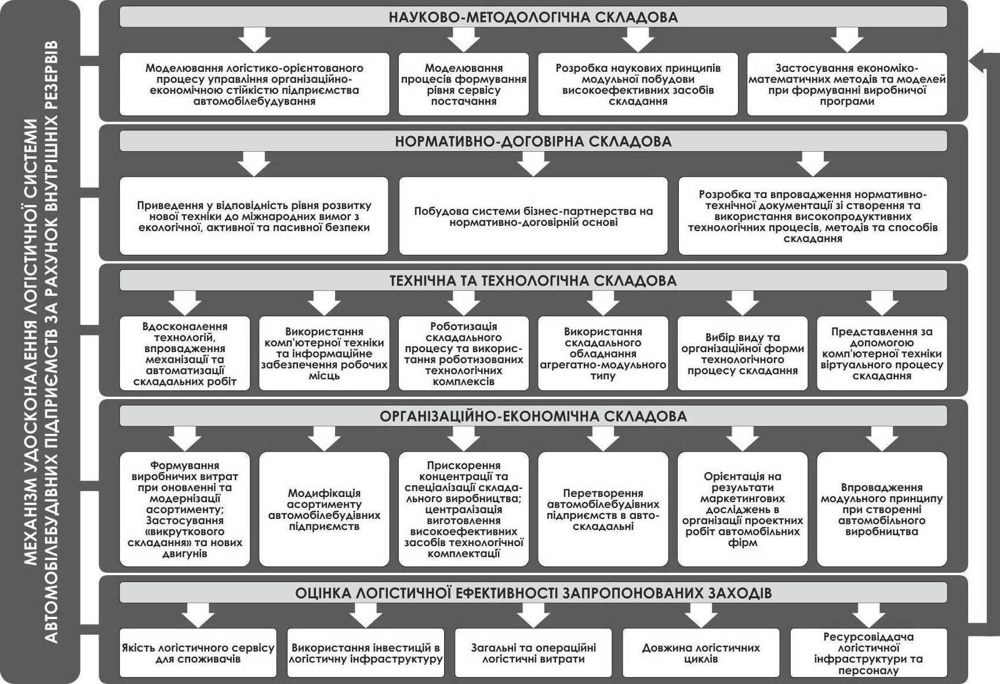 МЕХАНІЗМ УДОСКОНАЛЕННЯ ЛОГІСТИЧНОЇ СИСТЕМИ
АВТОМОБІЛЕБУДІВНИХ ПІДПРИЄМСТВ ЗА РАХУНОК ВНУТРІШНІХ РЕЗЕРВІВ
НАУКОВО-МЕТОДОЛОГІЧНА СКЛАДОВА
Моделювання логістико-орієнтованого
процесу управління організаційно-
економічною стійкістю підприємства
автомобілебудування
Моделювання
процесів формування
рівня сервісу
постачання
Розробка наукових принципів
модульної побудови
високоефективних засобів
складання
Застосування економіко-
математичних методів та моделей
при формуванні виробничої
програми
НОРМАТИВНО-ДОГОВІРНА СКЛАДОВА
Приведення у відповідність рівня розвитку
нової техніки до міжнародних вимог з
екологічної, активної та пасивної безпеки
Побудова системи бізнес-партнерства на
нормативно-договірній основі
Розробка та впровадження нормативно-
технічної документації зі створення та
використання високопродуктивних
технологічних процесів, методів та способів
складання
ТЕХНІЧНА ТА ТЕХНОЛОГІЧНА СКЛАДОВА
Вдосконалення
технологій,
впровадження
механізації та
автоматизації
складальних робіт
Використання
комп'ютерної техніки
та інформаційне
забезпечення робочих
місць
Роботизація
складального
процесу та викорис-
тання роботизованих
технологічних
комплексів
Використання
складального
обладнання
агрегатно-модульного
типу
Вибір виду та
організаційної форми
технологічного
процесу складання
Представлення за
допомогою
комп'ютерної техніки
віртуального процесу
складання
ОРГАНІЗАЦІЙНО-ЕКОНОМІЧНА СКЛАДОВА
Формування
виробничих витрат
при оновленні та
модернізації
асортименту;
Застосування
«викруткового
складання» та нових
двигунів
Модифікація
асортименту
автомобілебудівних
підприємств
Прискорення
концентрації та
спеціалізації склада-
льного виробництва;
централізація
виготовлення
високоефективних
засобів технологічної
комплектації
Перетворення
автомобілебудівних
підприємств в авто-
складальні
Орієнтація на
результати
маркетингових
досліджень в
організації проектних
робіт автомобільних
фірм
Впровадження
модульного принципу
при створенні
автомобільного
виробництва
ОЦІНКА ЛОГІСТИЧНОЇ ЕФЕКТИВНОСТІ ЗАПРОПОНОВАНИХ ЗАХОДІВ
Якість логістичного сервісу
для споживачів
Використання інвестицій в
логістичну інфраструктуру
Загальні та операційні
логістичні витрати
Довжина логістичних
циклів
Ресурсовіддача
логістичної
інфраструктури та
персоналу